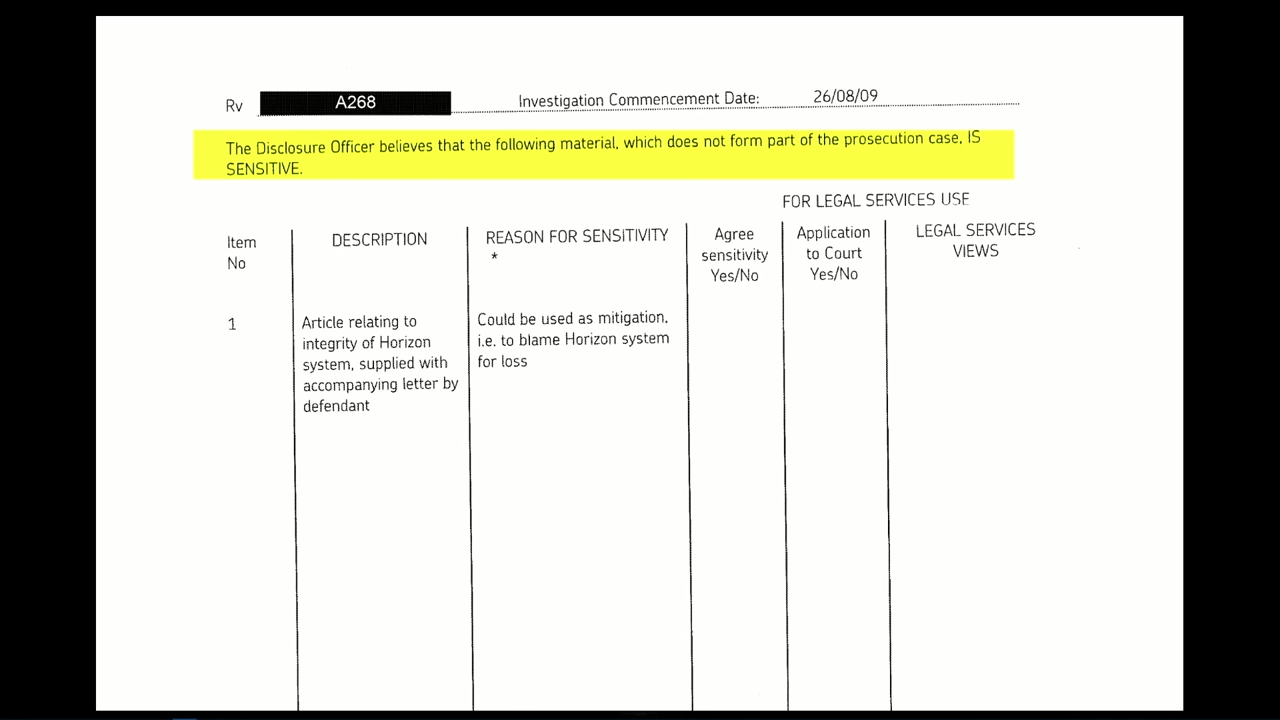 Rv A268 Investigation Commencement Date: 26/08/09
The Disclosure Officer believes that the following material, which does not form part of the prosecution case, IS
SENSITIVE.
FOR LEGAL SERVICES USE
Item
No
DESCRIPTION
REASON FOR SENSITIVITY
*
Agree
sensitivity
Yes/No
Application
to Court
Yes/No
LEGAL SERVICES
VIEWS
1
Article relating to
integrity of Horizon
system, supplied with
accompanying letter by
defendant
Could be used as mitigation,
i.e. to blame Horizon system
for loss